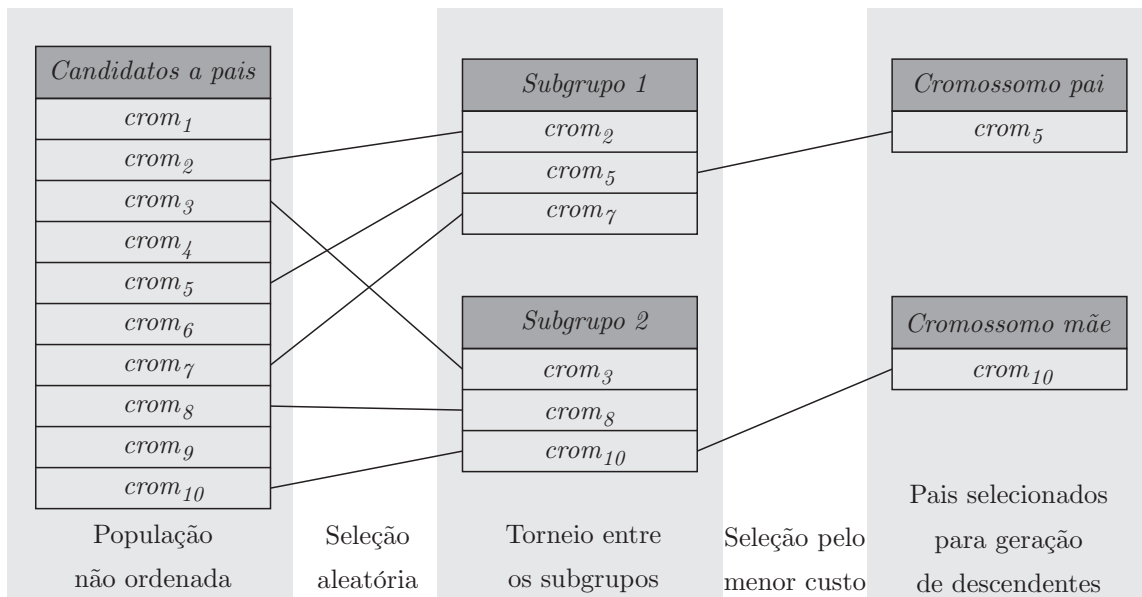 Candidatos a pais
crom1
crom2
crom3
crom4
crom5
crom6
crom7
crom8
crom9
crom10
População
não ordenada
Seleção
aleatória
Subgrupo 1
crom2
crom5
crom7
Subgrupo 2
crom3
crom8
crom10
Torneio entre
os subgrupos
Seleção pelo
menor custo
Cromossomo pai
crom5
Cromossomo mãe
crom10
Pais selecionados
para geração
de descendentes